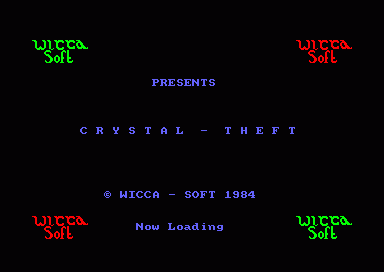 WICCA WICCA
Soft Soft
PRESENTS
C R Y S T A L - T H E F T
© WICCA - SOFT 1984
WICCA WICCA
Soft Soft
Now Loading